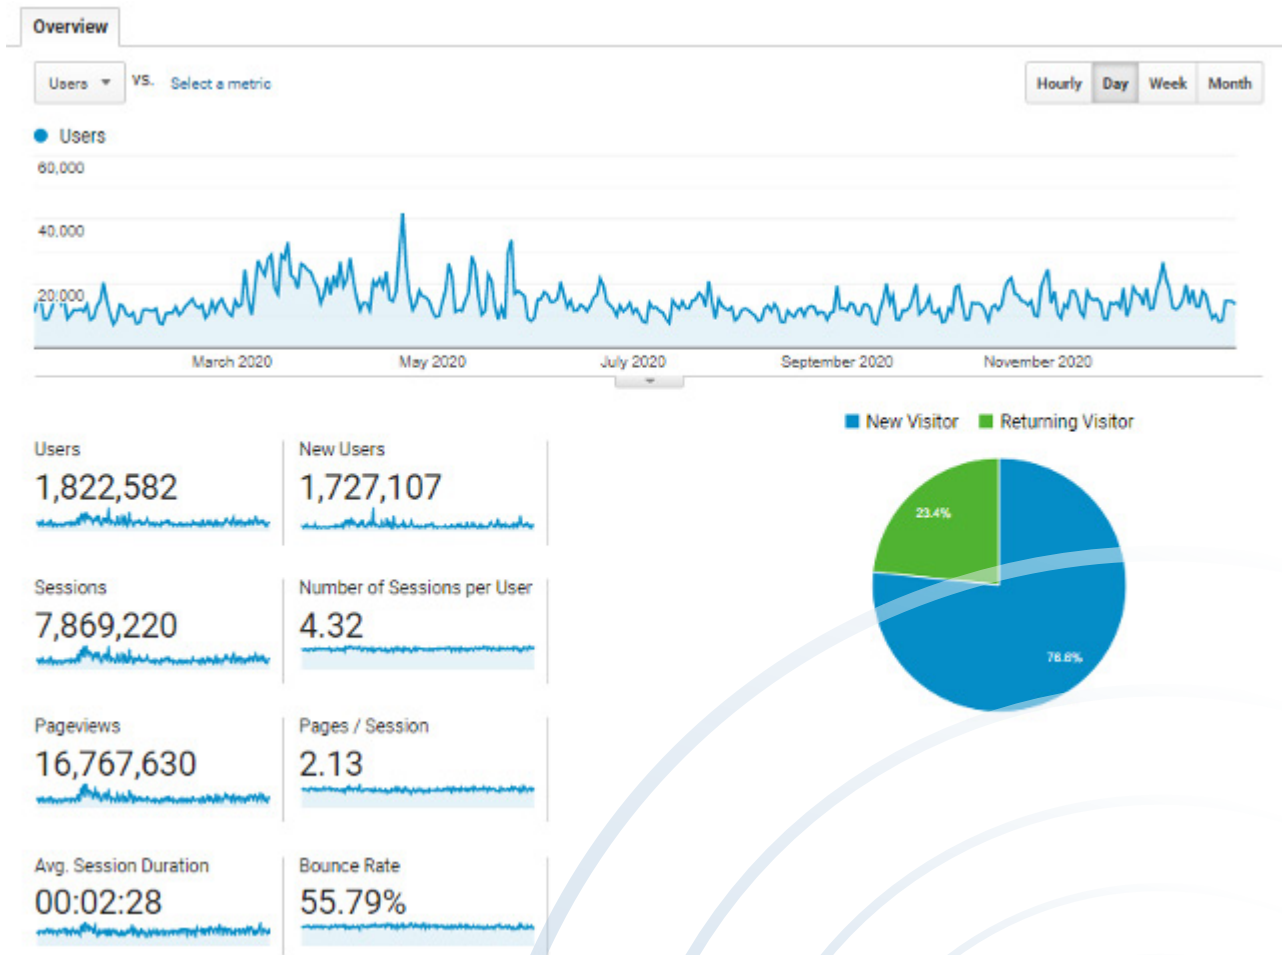 Overview
Users vs. Select a metric
Hourly Day Week Month
Users
60,000
40,000
20,000
March 2020 May 2020 July 2020 September 2020 November 2020
New Visitor Returning Visitor
Users New Users
1,822,582 1,727,107
23.4%
Sessions Number of Sessions per User
7,869,220 4.32
76.6%
Pageviews Pages / Session
16,767,630 2.13
Avg. Session Duration Bounce Rate
00:02:28 55.79%